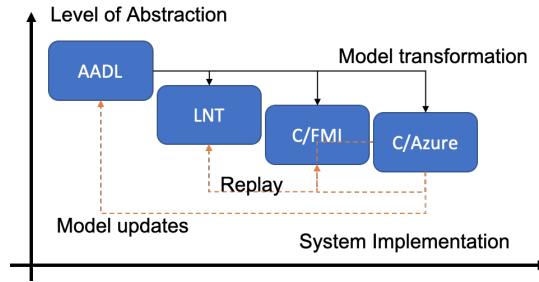 Level of Abstraction
AADL
Model transformation
LNT
C/FMI
C/Azure
Replay
Model updates
System Implementation